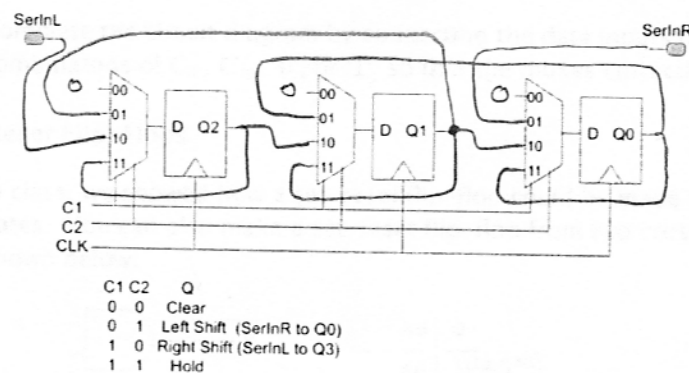 SerInL
SerInR
0 00 01 10 11 D Q2
0 00 01 10 11 D Q1
0 00 01 10 11 D Q0
C1
C2
CLK
C1 C2 Q
0 0 Clear
0 1 Left Shift (SerInR to Q0)
1 0 Right Shift (SerInL to Q3)
1 1 Hold